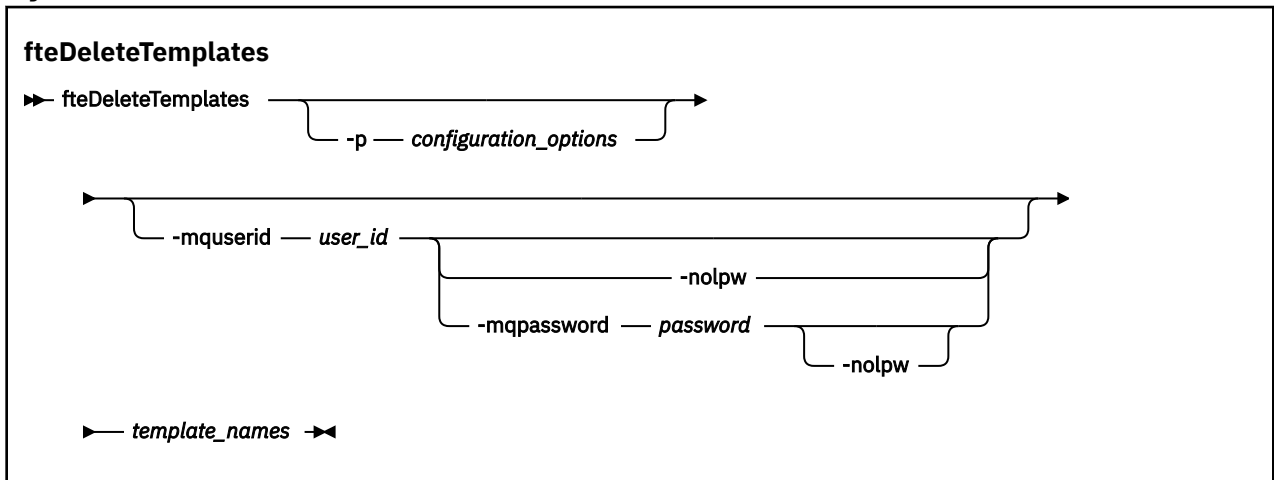 fteDeleteTemplates
fteDeleteTemplates
-p configuration_options
-mquserid user_id
-nolpw
-mqpassword password
-nolpw
template_names